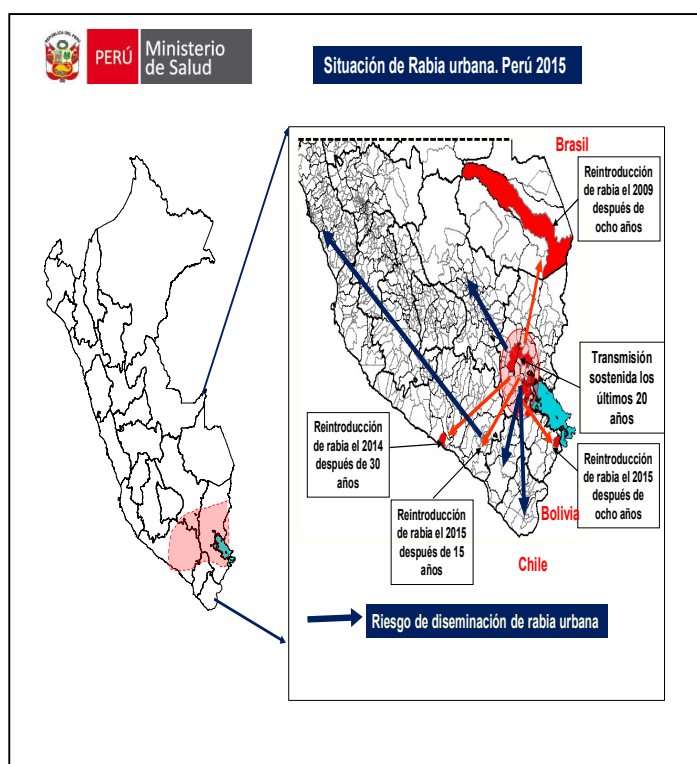 REPÚBLICA DEL PERÚ
PERÚ
Ministerio
de Salud
Situación de Rabia urbana. Perú 2015
Brasil
Reintroducción
de rabia el 2009
después de
ocho años
Transmisión
sostenida los
últimos 20
años
Reintroducción
de rabia el 2014
después de 30
años
Reintroducción
de rabia el 2015
después de
ocho años
Reintroducción
de rabia el 2015
después de 15
años
Bolivia
Chile
Riesgo de diseminación de rabia urbana